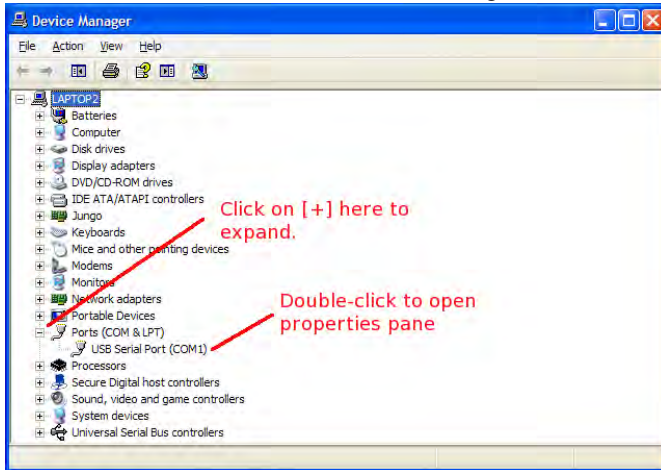 Device Manager
File Action View Help
LAPTOP2
Batteries
Computer
Disk drives
Display adapters
DVD/CD-ROM drives
IDE ATA/ATAPI controllers
Jungo
Click on [+] here to
expand.
Keyboards
Mice and other pointing devices
Modems
Monitors
Network adapters
Portable Devices
Double-click to open
properties pane
Ports (COM & LPT)
USB Serial Port (COM1)
Processors
Secure Digital host controllers
Sound, video and game controllers
System devices
Universal Serial Bus controllers